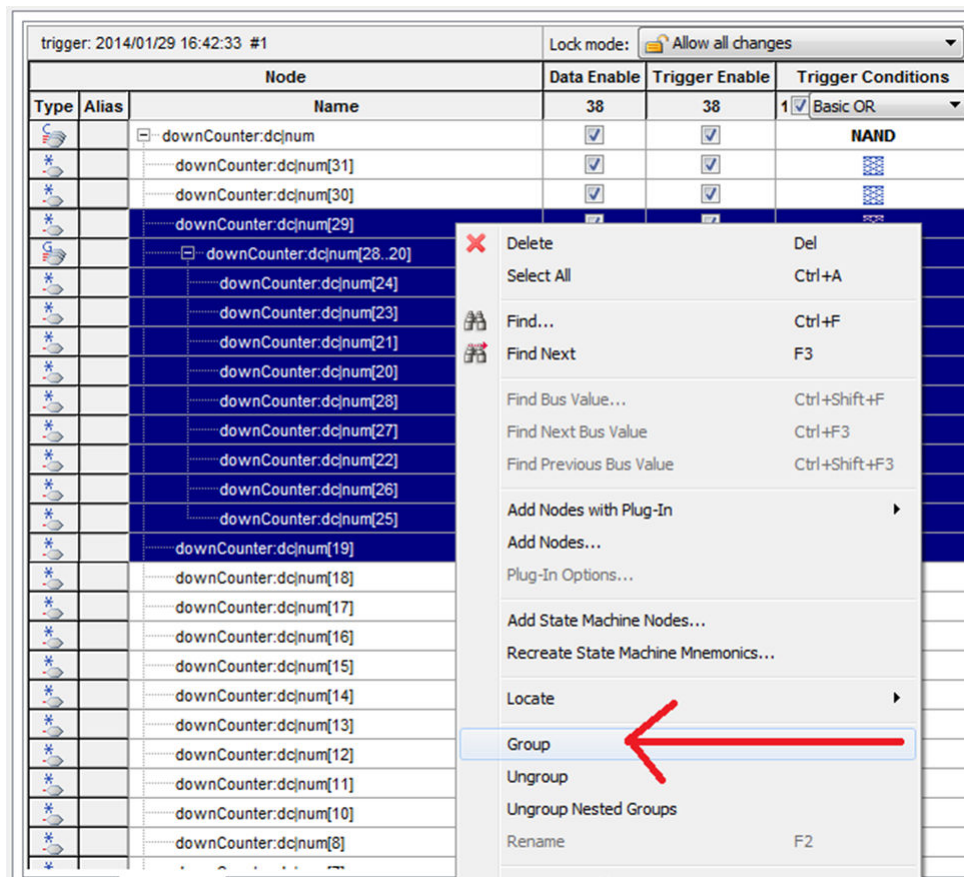 trigger: 2014/01/29 16:42:33 #1 Lock mode: Allow all changes
Node Data Enable Trigger Enable Trigger Conditions
Type Alias Name 38 38 1 Basic OR
downCounter:dc|num NAND
downCounter:dc|num[31]
downCounter:dc|num[30]
downCounter:dc|num[29]
downCounter:dc|num[28..20]
downCounter:dc|num[24]
downCounter:dc|num[23]
downCounter:dc|num[21]
downCounter:dc|num[20]
downCounter:dc|num[28]
downCounter:dc|num[27]
downCounter:dc|num[22]
downCounter:dc|num[26]
downCounter:dc|num[25]
downCounter:dc|num[19]
downCounter:dc|num[18]
downCounter:dc|num[17]
downCounter:dc|num[16]
downCounter:dc|num[15]
downCounter:dc|num[14]
downCounter:dc|num[13]
downCounter:dc|num[12]
downCounter:dc|num[11]
downCounter:dc|num[10]
downCounter:dc|num[8]
Delete Del
Select All Ctrl+A
Find... Ctrl+F
Find Next F3
Find Bus Value... Ctrl+Shift+F
Find Next Bus Value Ctrl+F3
Find Previous Bus Value Ctrl+Shift+F3
Add Nodes with Plug-In
Add Nodes...
Plug-In Options...
Add State Machine Nodes...
Recreate State Machine Mnemonics...
Locate
Group
Ungroup
Ungroup Nested Groups
Rename F2